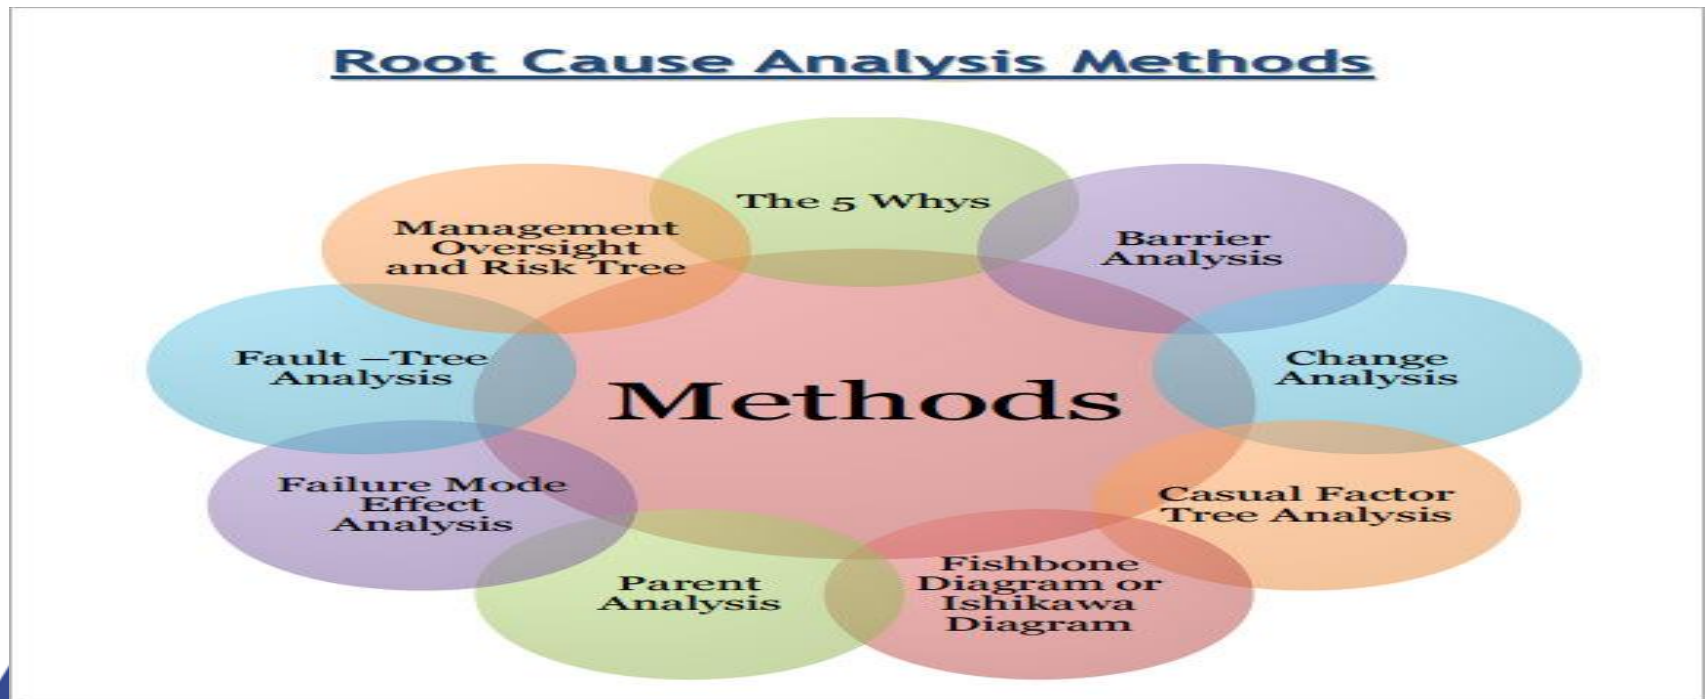 Root Cause Analysis Methods
The 5 Whys
Barrier
Analysis
Change
Analysis
Casual Factor
Tree Analysis
Fishbone
Diagram or
Ishikawa
Diagram
Parent
Analysis
Failure Mode
Effect
Analysis
Fault –Tree
Analysis
Management
Oversight
and Risk Tree
Methods